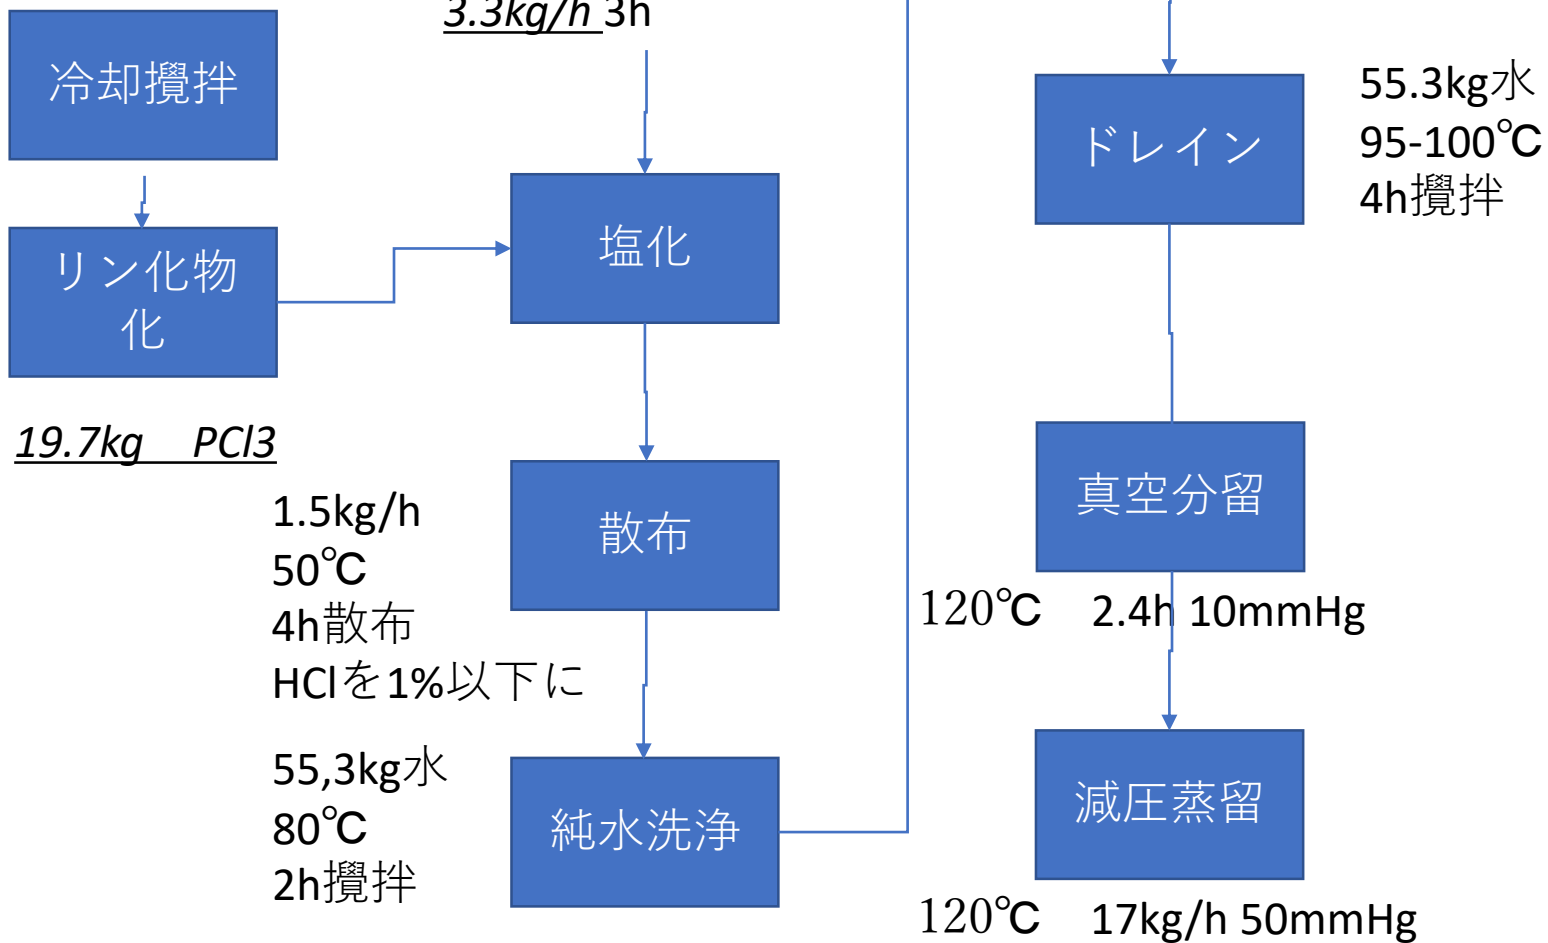 冷却攪拌
リン化物
化
19.7kg PCl3
3.3kg/h 3h
塩化
1.5kg/h
50℃
4h散布
HClを1%以下に
散布
55,3kg水
80℃
2h攪拌
純水洗浄
ドレイン
55.3kg水
95-100℃
4h攪拌
真空分留
120℃ 2.4h 10mmHg
減圧蒸留
120℃ 17kg/h 50mmHg